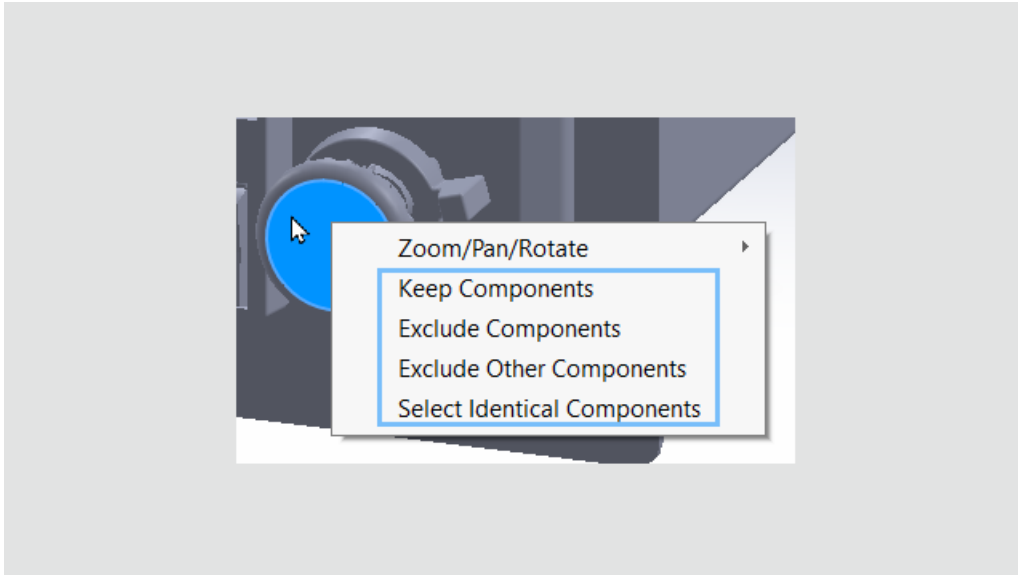 Zoom/Pan/Rotate
Keep Components
Exclude Components
Exclude Other Components
Select Identical Components